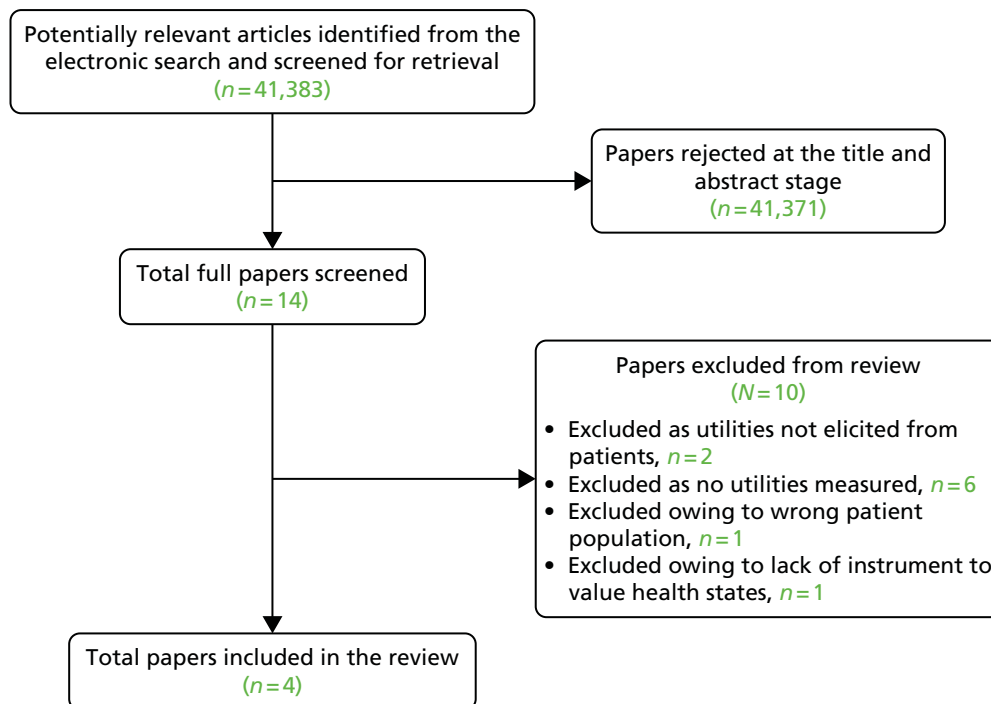 Potentially relevant articles identified from the
electronic search and screened for retrieval
(n=41,383)
Papers rejected at the title and
abstract stage
(n=41,371)
Total full papers screened
(n=14)
Papers excluded from review
(N=10)
• Excluded as utilities not elicited from
patients, n=2
• Excluded as no utilities measured, n=6
• Excluded owing to wrong patient
population, n=1
• Excluded owing to lack of instrument to
value health states, n=1
Total papers included in the review
(n=4)